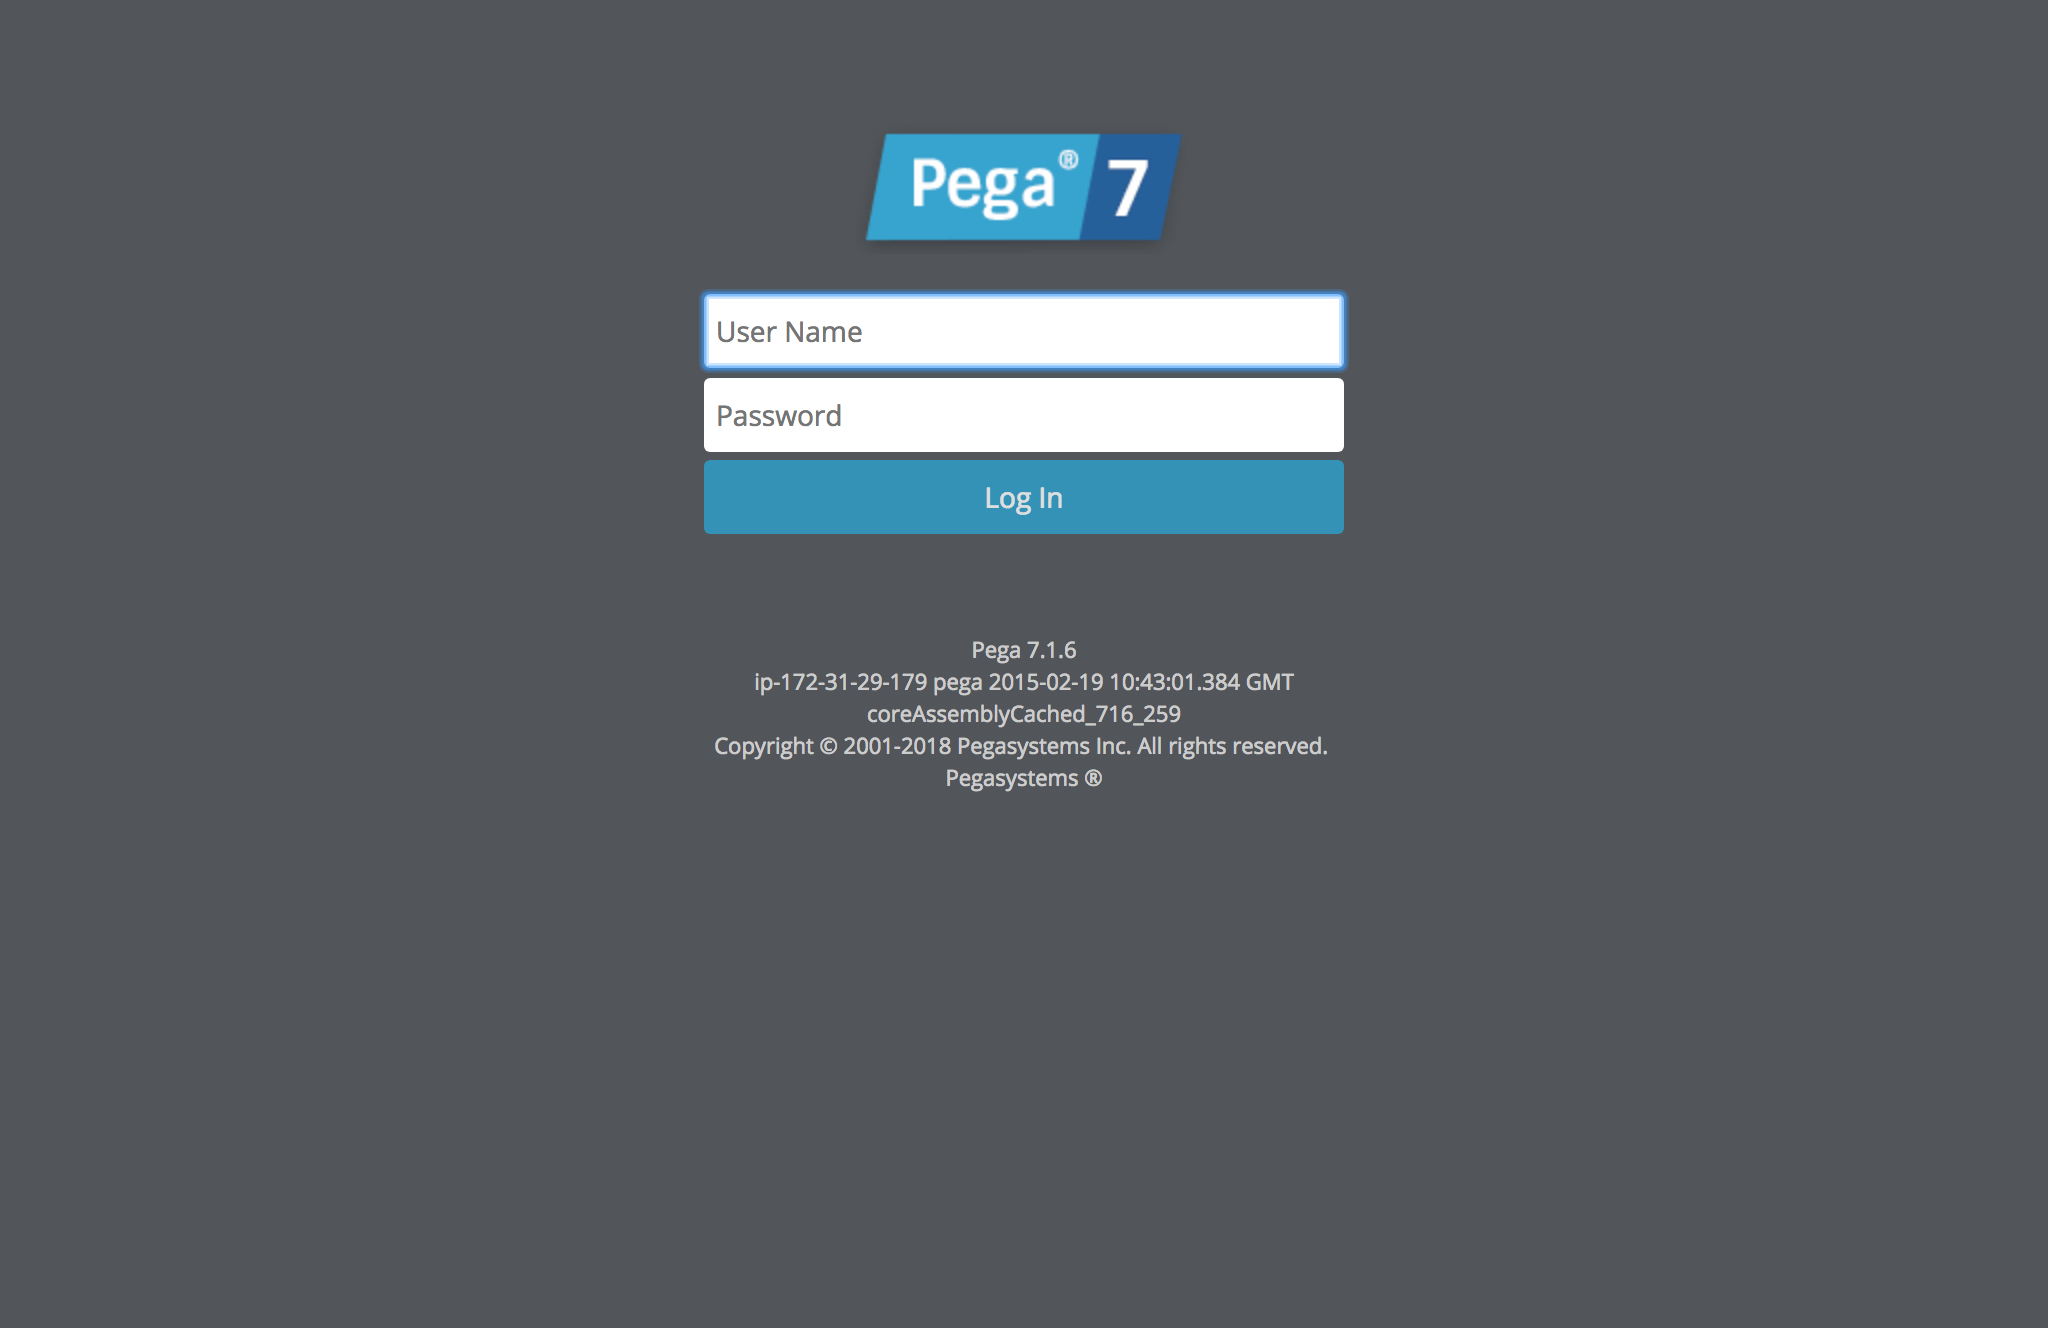 Pega® 7
User Name
Password
Log In
Pega 7.1.6
ip-172-31-29-179 pega 2015-02-19 10:43:01.384 GMT
coreAssemblyCached_716_259
Copyright © 2001-2018 Pegasystems Inc. All rights reserved.
Pegasystems ®